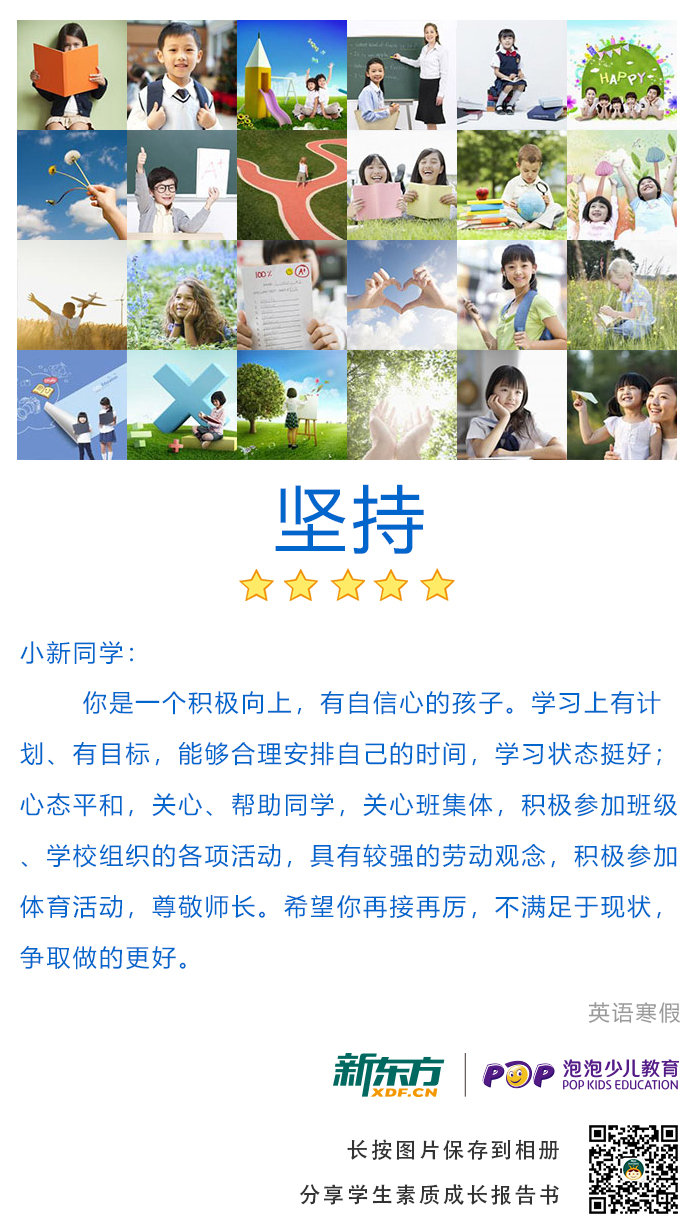 HAPPY
100%
A+
坚持
小新同学：
你是一个积极向上，有自信心的孩子。学习上有计
划、有目标，能够合理安排自己的时间，学习状态挺好；
心态平和，关心、帮助同学，关心班集体，积极参加班级
、学校组织的各项活动，具有较强的劳动观念，积极参加
体育活动，尊敬师长。希望你再接再厉，不满足于现状，
争取做的更好。
英语寒假
新东方
XDF.CN
POP
泡泡少儿教育
POP KIDS EDUCATION
长按图片保存到相册
分享学生素质成长报告书